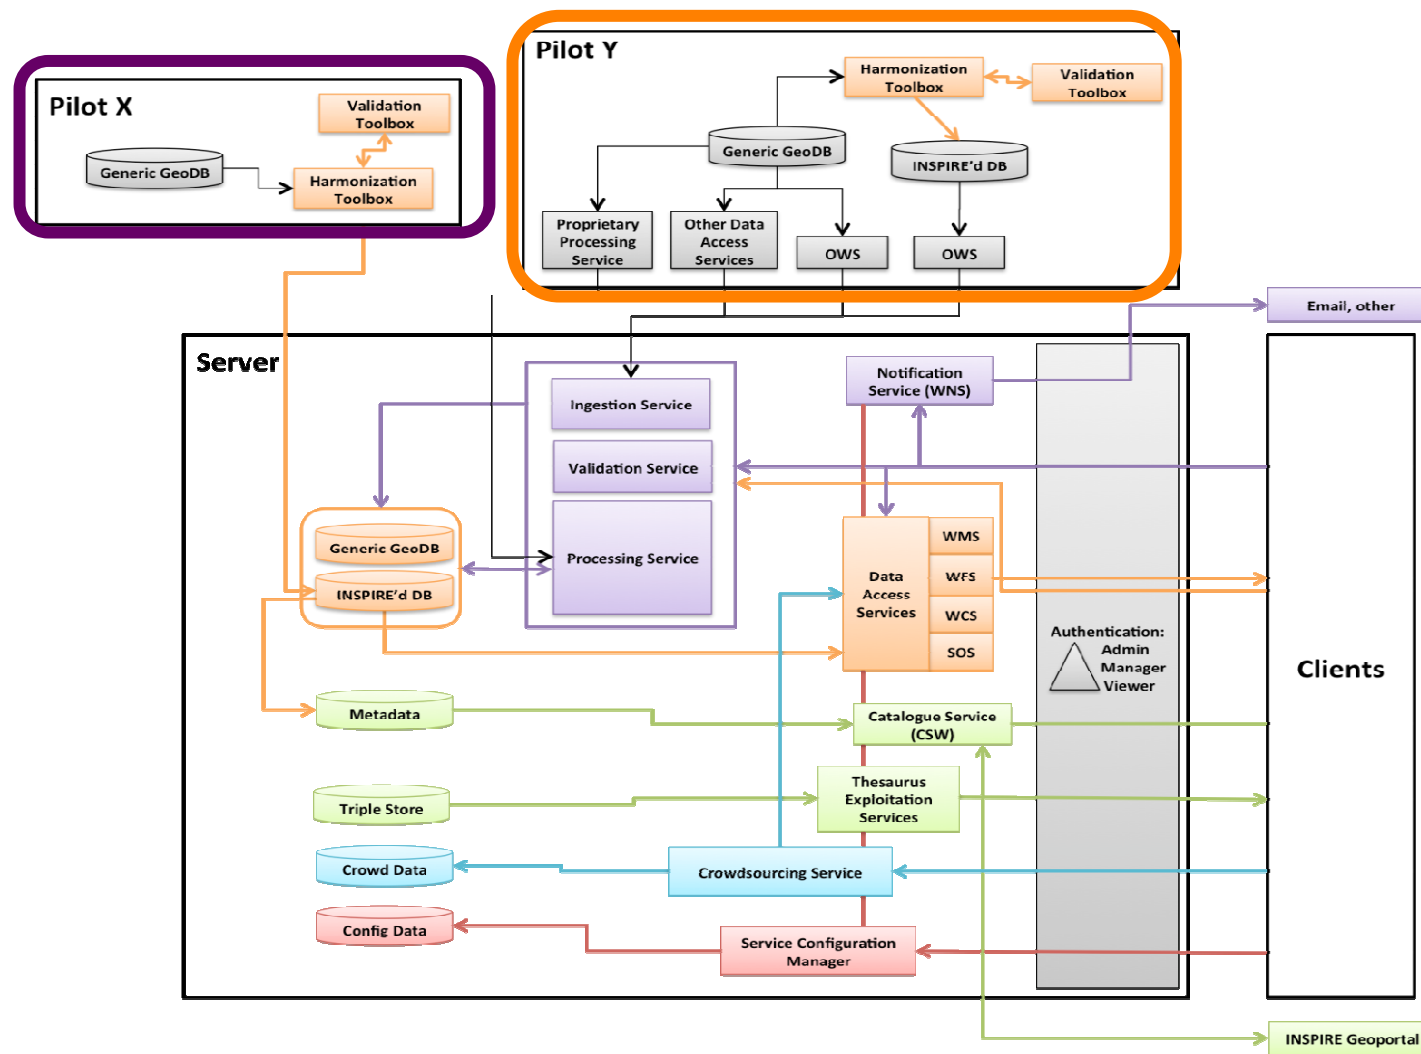 Pilot X
Validation
Toolbox
Generic GeoDB
Harmonization
Toolbox
Pilot Y
Harmonization
Toolbox
Validation
Toolbox
Generic GeoDB
INSPIRE'd DB
Proprietary
Processing
Service
Other Data
Access
Services
OWS
OWS
Email, other
Server
Ingestion Service
Validation Service
Processing Service
Notification
Service (WNS)
Generic GeoDB
INSPIRE'd DB
Data
Access
Services
WMS
WFS
WCS
SOS
Authentication:
Admin
Manager
Viewer
Clients
Metadata
Catalogue Service
(CSW)
Triple Store
Thesaurus
Exploitation
Services
Crowd Data
Crowdsourcing Service
Config Data
Service Configuration
Manager
INSPIRE Geoportal